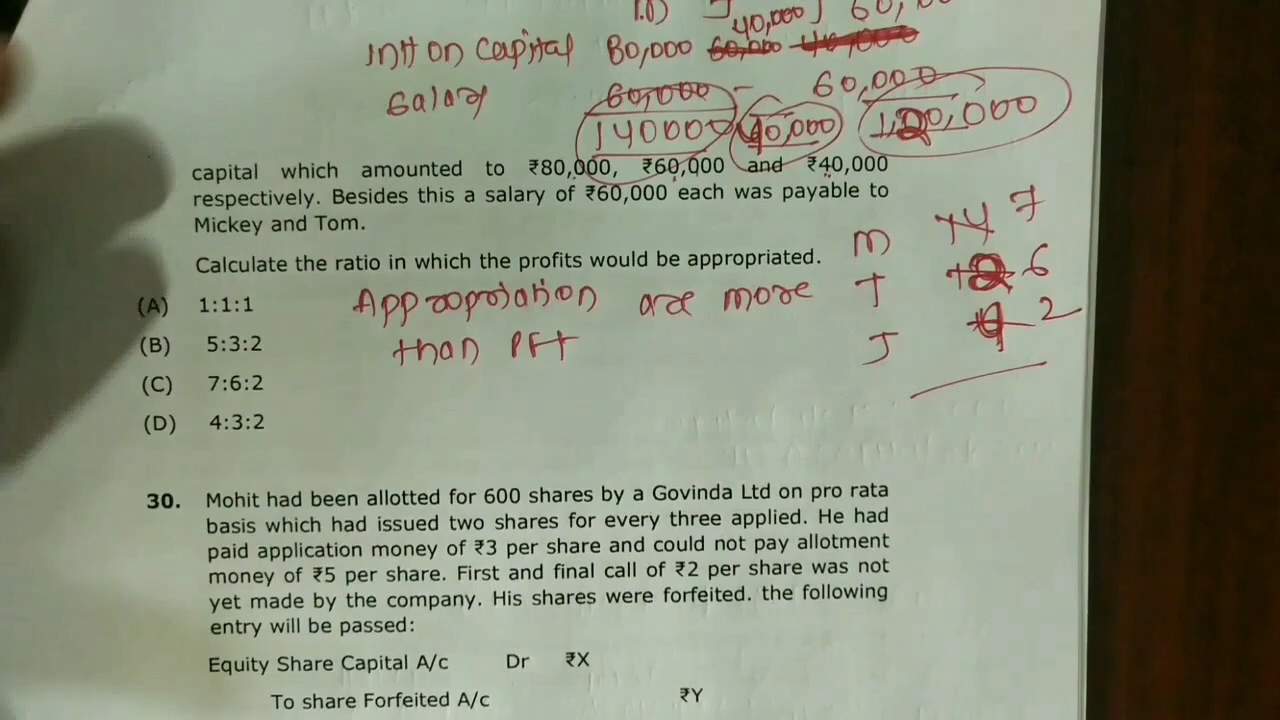 40,000 60,
Intt on capital 80,000 60,000 40,000
Salary 60,000 - 60,000
140000 40,000 1,20,000
capital which amounted to ₹80,000, ₹60,000 and ₹40,000
respectively. Besides this a salary of ₹60,000 each was payable to
Mickey and Tom.
Calculate the ratio in which the profits would be appropriated.
M 14 7
(A) 1:1:1
Appropriation are more
T 12 6
(B) 5:3:2
than Pft
J 4 2
(C) 7:6:2
(D) 4:3:2
30. Mohit had been allotted for 600 shares by a Govinda Ltd on pro rata
basis which had issued two shares for every three applied. He had
paid application money of ₹3 per share and could not pay allotment
money of ₹5 per share. First and final call of ₹2 per share was not
yet made by the company. His shares were forfeited. the following
entry will be passed:
Equity Share Capital A/c Dr ₹X
To share Forfeited A/c ₹Y